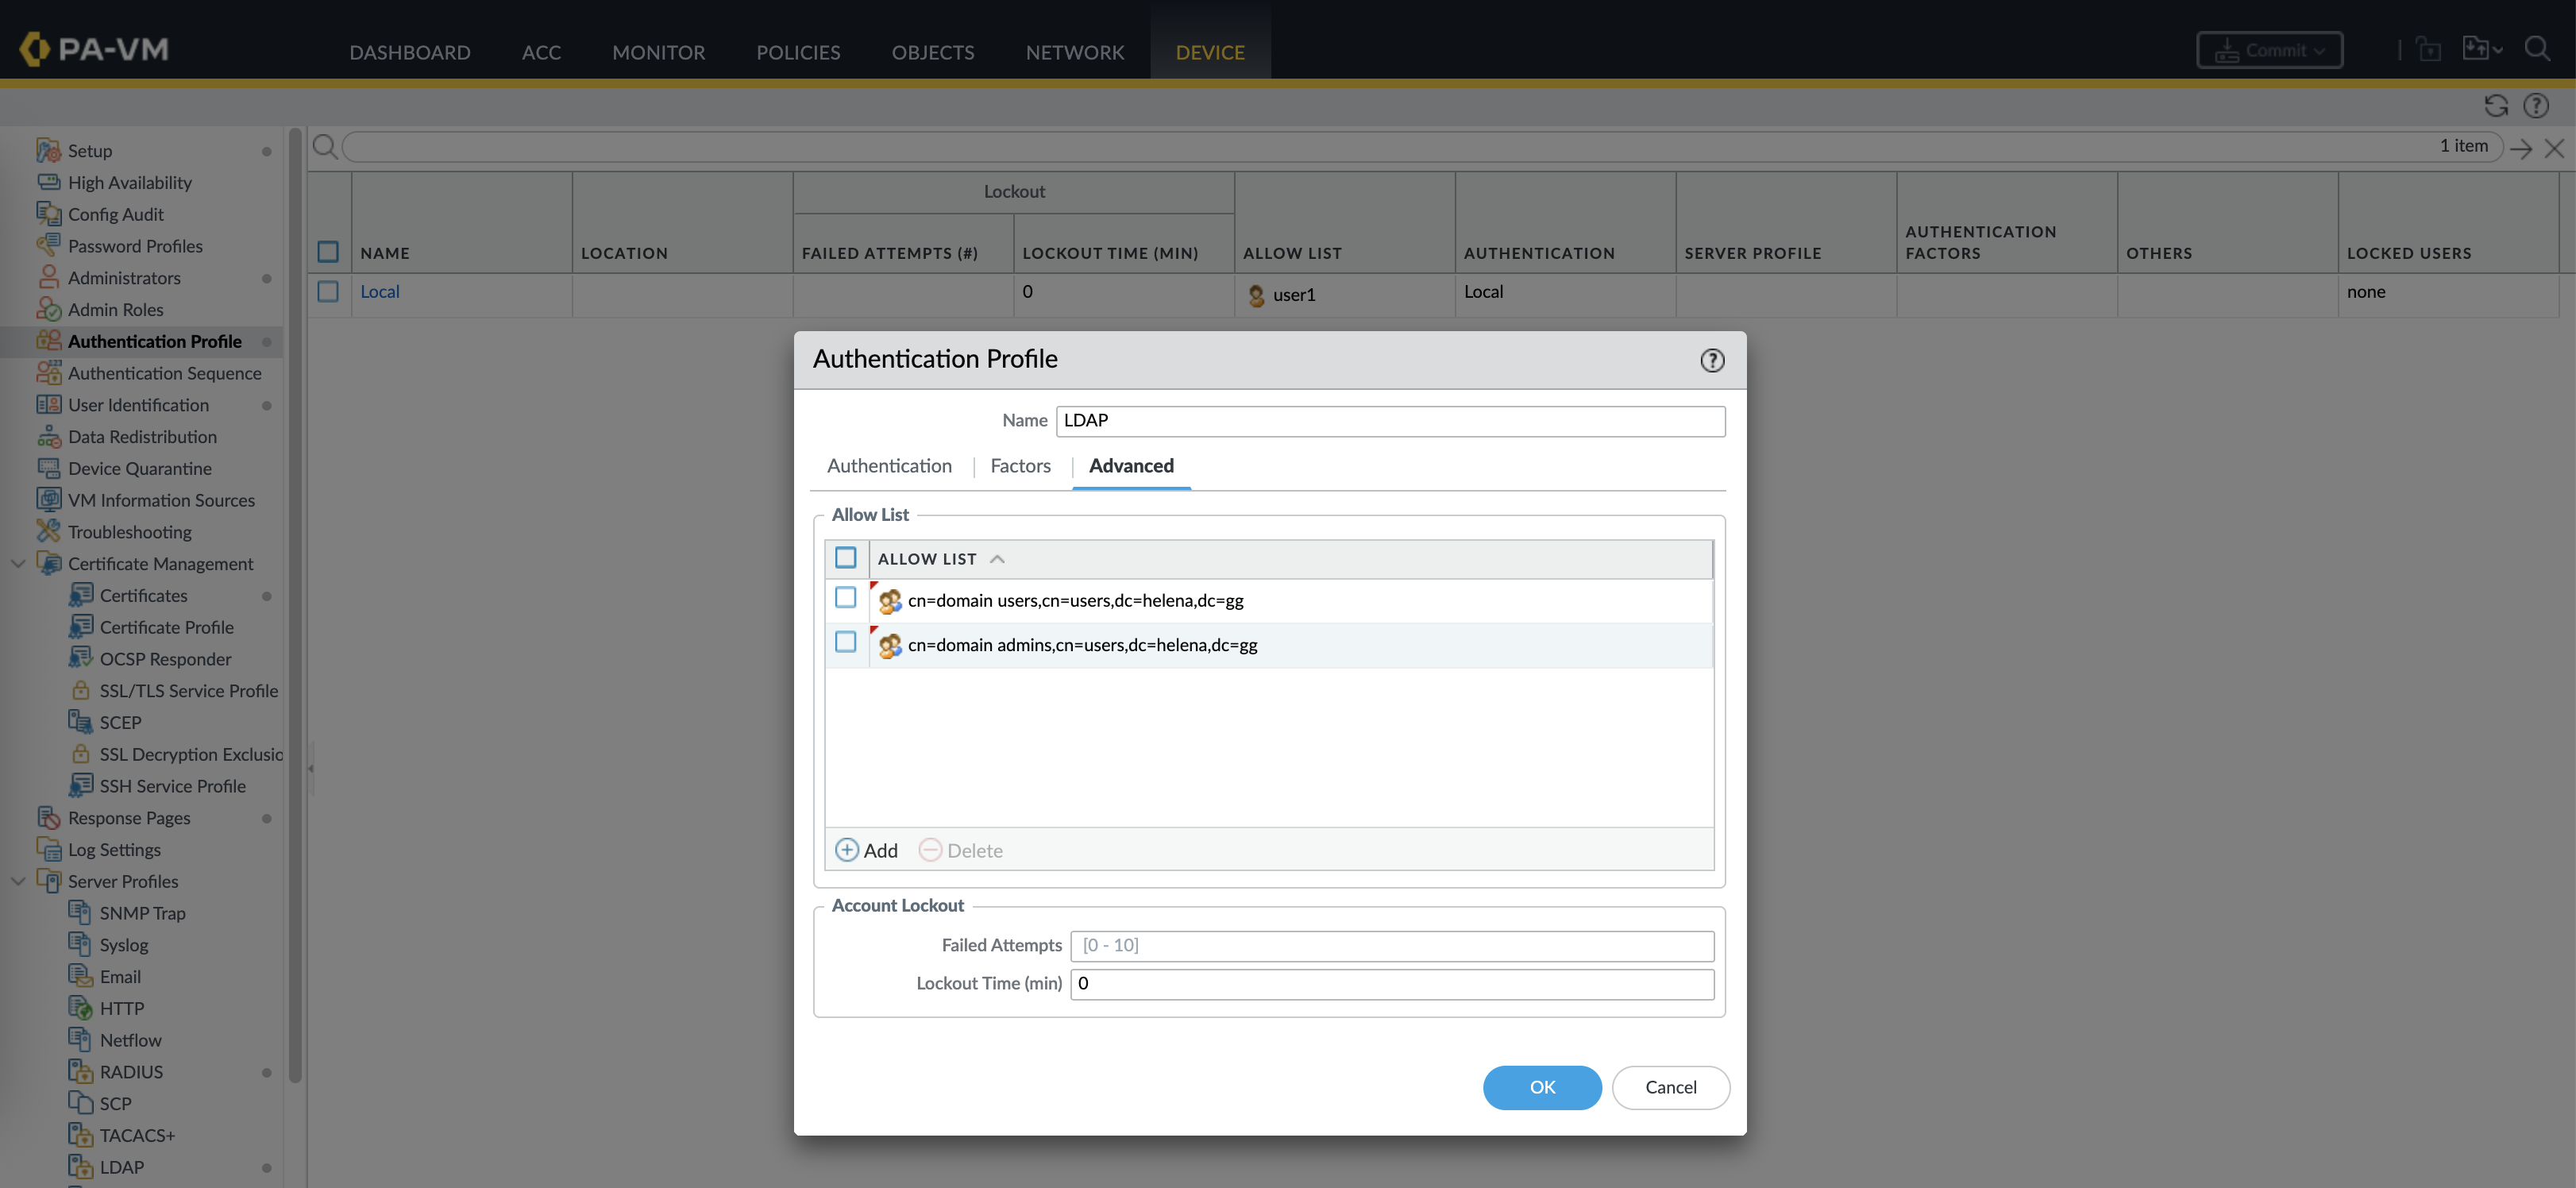 PA-VM
DASHBOARD ACC MONITOR POLICIES OBJECTS NETWORK DEVICE
Commit
1 item
Setup
High Availability
Config Audit
Password Profiles
Administrators
Admin Roles
Authentication Profile
Authentication Sequence
User Identification
Data Redistribution
Device Quarantine
VM Information Sources
Troubleshooting
Certificate Management
Certificates
Certificate Profile
OCSP Responder
SSL/TLS Service Profile
SCEP
SSL Decryption Exclusio
SSH Service Profile
Response Pages
Log Settings
Server Profiles
SNMP Trap
Syslog
Email
HTTP
Netflow
RADIUS
SCP
TACACS+
LDAP
Lockout
NAME LOCATION FAILED ATTEMPTS (#) LOCKOUT TIME (MIN) ALLOW LIST AUTHENTICATION SERVER PROFILE AUTHENTICATION FACTORS OTHERS LOCKED USERS
Local 0 user1 Local none
Authentication Profile
Name LDAP
Authentication Factors Advanced
Allow List
ALLOW LIST
cn=domain users,cn=users,dc=helena,dc=gg
cn=domain admins,cn=users,dc=helena,dc=gg
Add Delete
Account Lockout
Failed Attempts [0 - 10]
Lockout Time (min) 0
OK Cancel